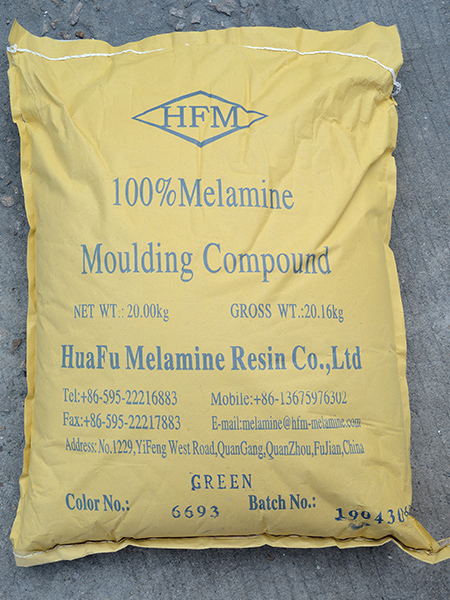 HFM
100%Melamine
Moulding Compound
NET WT.: 20.00kg GROSS WT.:20.16kg
HuaFu Melamine Resin Co.,Ltd
Tel:+86-595-22216883 Mobile:+86-13675976302
Fax:+86-595-22217883 E-mail:melamine@hfm-melamine.com
Address: No.1229,YiFeng West Road,QuanGang,QuanZhou,FuJian,China
GREEN
Color No.: 6693 Batch No.: